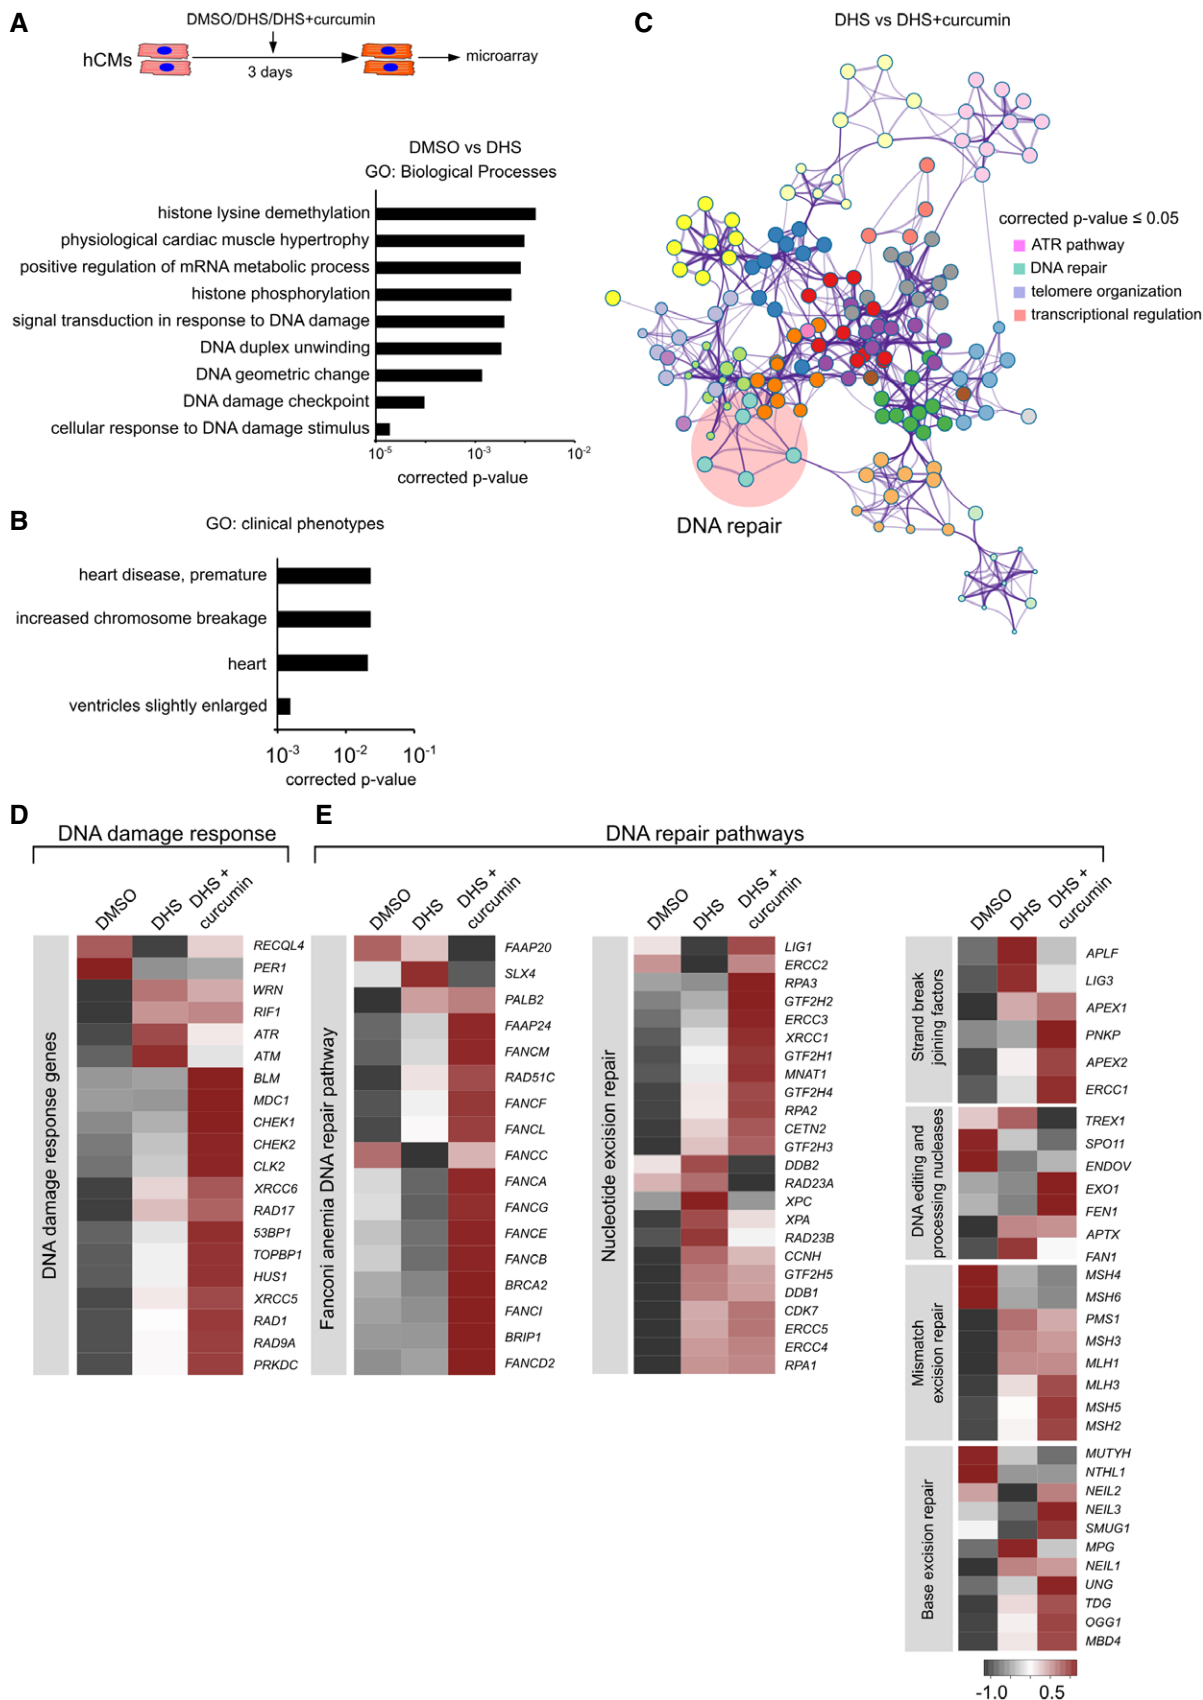 A
DMSO/DHS/DHS+curcumin
hCMs
3 days
microarray
DMSO vs DHS
GO: Biological Processes
histone lysine demethylation
physiological cardiac muscle hypertrophy
positive regulation of mRNA metabolic process
histone phosphorylation
signal transduction in response to DNA damage
DNA duplex unwinding
DNA geometric change
DNA damage checkpoint
cellular response to DNA damage stimulus
10-5 10-3 10-2
corrected p-value
B
GO: clinical phenotypes
heart disease, premature
increased chromosome breakage
heart
ventricles slightly enlarged
10-3 10-2 10-1
corrected p-value
C
DHS vs DHS+curcumin
corrected p-value ≤ 0.05
ATR pathway
DNA repair
telomere organization
transcriptional regulation
DNA repair
D
DNA damage response
DMSO
DHS
DHS +
curcumin
DNA damage response genes
RECQL4
PER1
WRN
RIF1
ATR
ATM
BLM
MDC1
CHEK1
CHEK2
CLK2
XRCC6
RAD17
53BP1
TOPBP1
HUS1
XRCC5
RAD1
RAD9A
PRKDC
E
DNA repair pathways
DMSO
DHS
DHS +
curcumin
Fanconi anemia DNA repair pathway
FAAP20
SLX4
PALB2
FAAP24
FANCM
RAD51C
FANCF
FANCL
FANCC
FANCA
FANCG
FANCE
FANCB
BRCA2
FANCI
BRIP1
FANCD2
DMSO
DHS
DHS +
curcumin
Nucleotide excision repair
LIG1
ERCC2
RPA3
GTF2H2
ERCC3
XRCC1
GTF2H1
MNAT1
GTF2H4
RPA2
CETN2
GTF2H3
DDB2
RAD23A
XPC
XPA
RAD23B
CCNH
GTF2H5
DDB1
CDK7
ERCC5
ERCC4
RPA1
DMSO
DHS
DHS +
curcumin
Strand break
joining factors
APLF
LIG3
APEX1
PNKP
APEX2
ERCC1
DNA editing and
processing nucleases
TREX1
SPO11
ENDOV
EXO1
FEN1
APTX
FAN1
Mismatch
excision repair
MSH4
MSH6
PMS1
MSH3
MLH1
MLH3
MSH5
MSH2
Base excision repair
MUTYH
NTHL1
NEIL2
NEIL3
SMUG1
MPG
NEIL1
UNG
TDG
OGG1
MBD4
-1.0 0.5